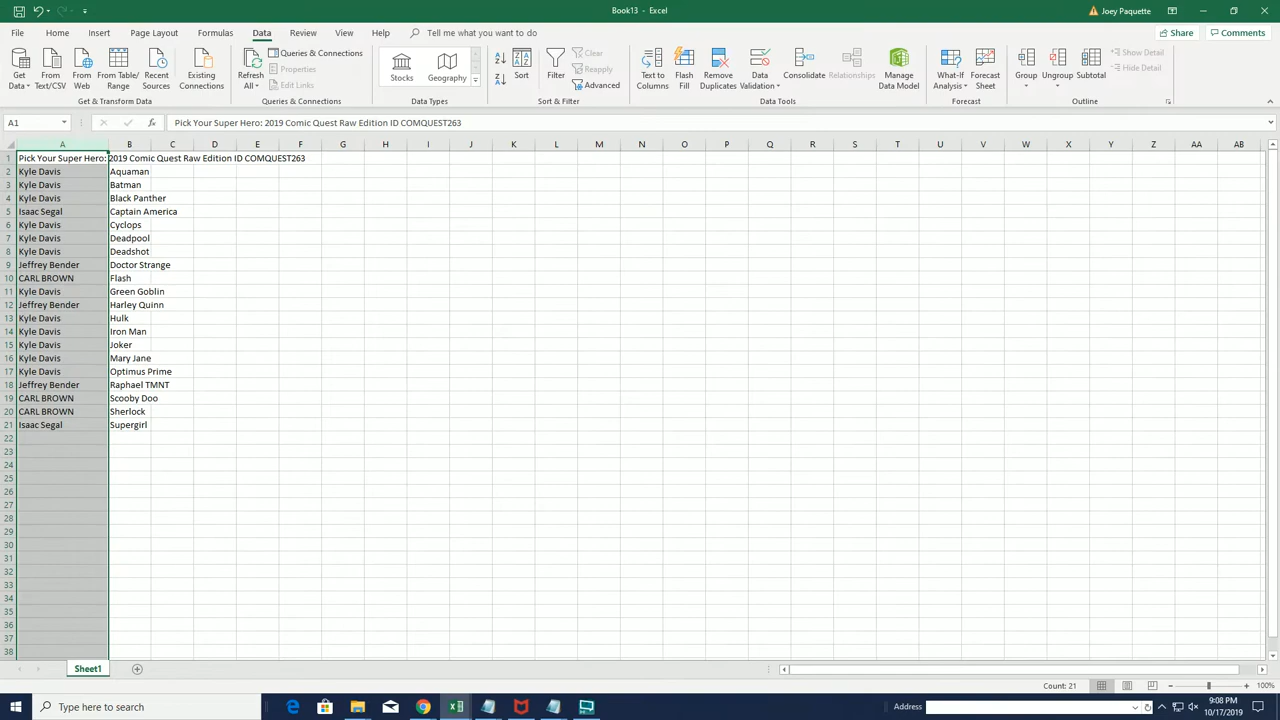 Book13 - Excel
Joey Paquette
File Home Insert Page Layout Formulas Data Review View Help Tell me what you want to do
Share Comments
Get Data
From Text/CSV
From Web
From Table/ Range
Recent Sources
Existing Connections
Get & Transform Data
Refresh All
Queries & Connections
Properties
Edit Links
Queries & Connections
Stocks
Geography
Data Types
Sort
Filter
Clear
Reapply
Advanced
Sort & Filter
Text to Columns
Flash Fill
Remove Duplicates
Data Validation
Consolidate
Relationships
Manage Data Model
Data Tools
What-If Analysis
Forecast Sheet
Forecast
Group
Ungroup
Subtotal
Show Detail
Hide Detail
Outline
A1 fx Pick Your Super Hero: 2019 Comic Quest Raw Edition ID COMQUEST263
A B C D E F G H I J K L M N O P Q R S T U V W X Y Z AA AB
1 Pick Your Super Hero: 2019 Comic Quest Raw Edition ID COMQUEST263
2 Kyle Davis Aquaman
3 Kyle Davis Batman
4 Kyle Davis Black Panther
5 Isaac Segal Captain America
6 Kyle Davis Cyclops
7 Kyle Davis Deadpool
8 Kyle Davis Deadshot
9 Jeffrey Bender Doctor Strange
10 CARL BROWN Flash
11 Kyle Davis Green Goblin
12 Jeffrey Bender Harley Quinn
13 Kyle Davis Hulk
14 Kyle Davis Iron Man
15 Kyle Davis Joker
16 Kyle Davis Mary Jane
17 Kyle Davis Optimus Prime
18 Jeffrey Bender Raphael TMNT
19 CARL BROWN Scooby Doo
20 CARL BROWN Sherlock
21 Isaac Segal Supergirl
22
23
24
25
26
27
28
29
30
31
32
33
34
35
36
37
38
Sheet1
Count: 21
100%
Type here to search
Address
9:08 PM
10/17/2019